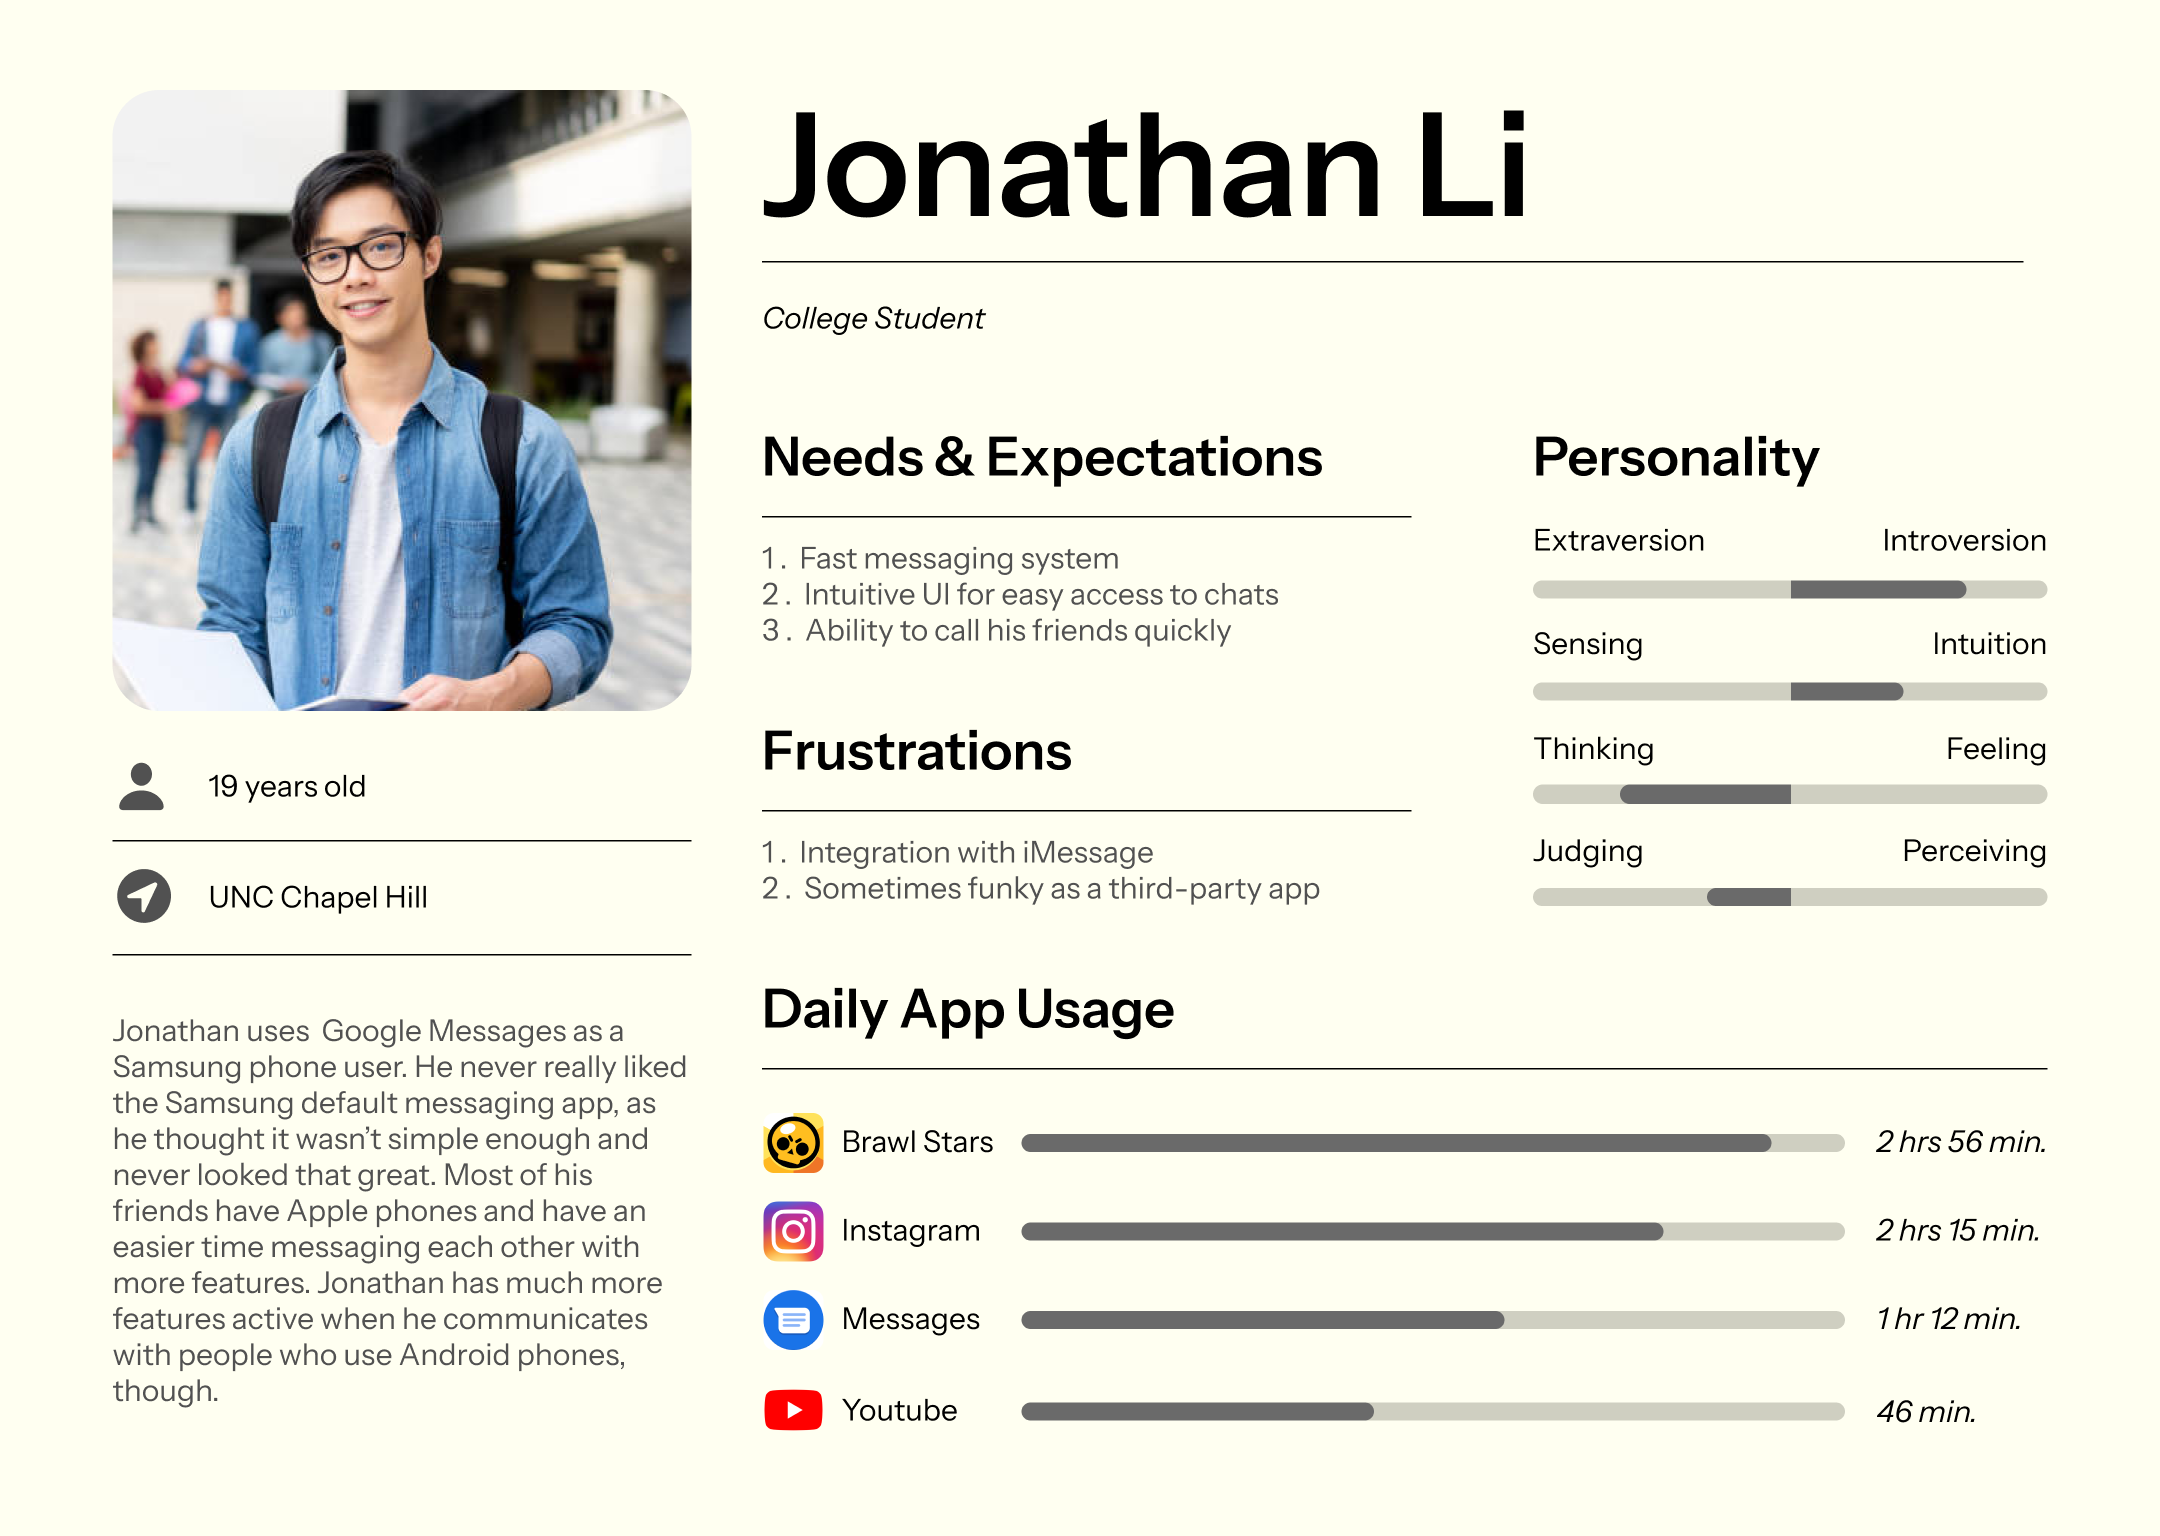 Jonathan Li
College Student
19 years old
UNC Chapel Hill
Jonathan uses  Google Messages as a
Samsung phone user. He never really liked
the Samsung default messaging app, as
he thought it wasn’t simple enough and
never looked that great. Most of his
friends have Apple phones and have an
easier time messaging each other with
more features. Jonathan has much more
features active when he communicates
with people who use Android phones,
though.
Needs & Expectations
1. Fast messaging system
2. Intuitive UI for easy access to chats
3. Ability to call his friends quickly
Frustrations
1. Integration with iMessage
2. Sometimes funky as a third-party app
Personality
Extraversion Introversion
Sensing Intuition
Thinking Feeling
Judging Perceiving
Daily App Usage
Brawl Stars 2 hrs 56 min.
Instagram 2 hrs 15 min.
Messages 1 hr 12 min.
Youtube 46 min.